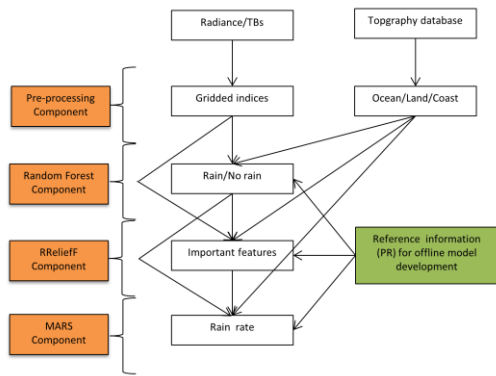 Radiance/TBs
Topgraphy database
Pre-processing
Component
Gridded indices
Ocean/Land/Coast
Random Forest
Component
Rain/No rain
RReliefF
Component
Important features
Reference information
(PR) for offline model
development
MARS
Component
Rain rate